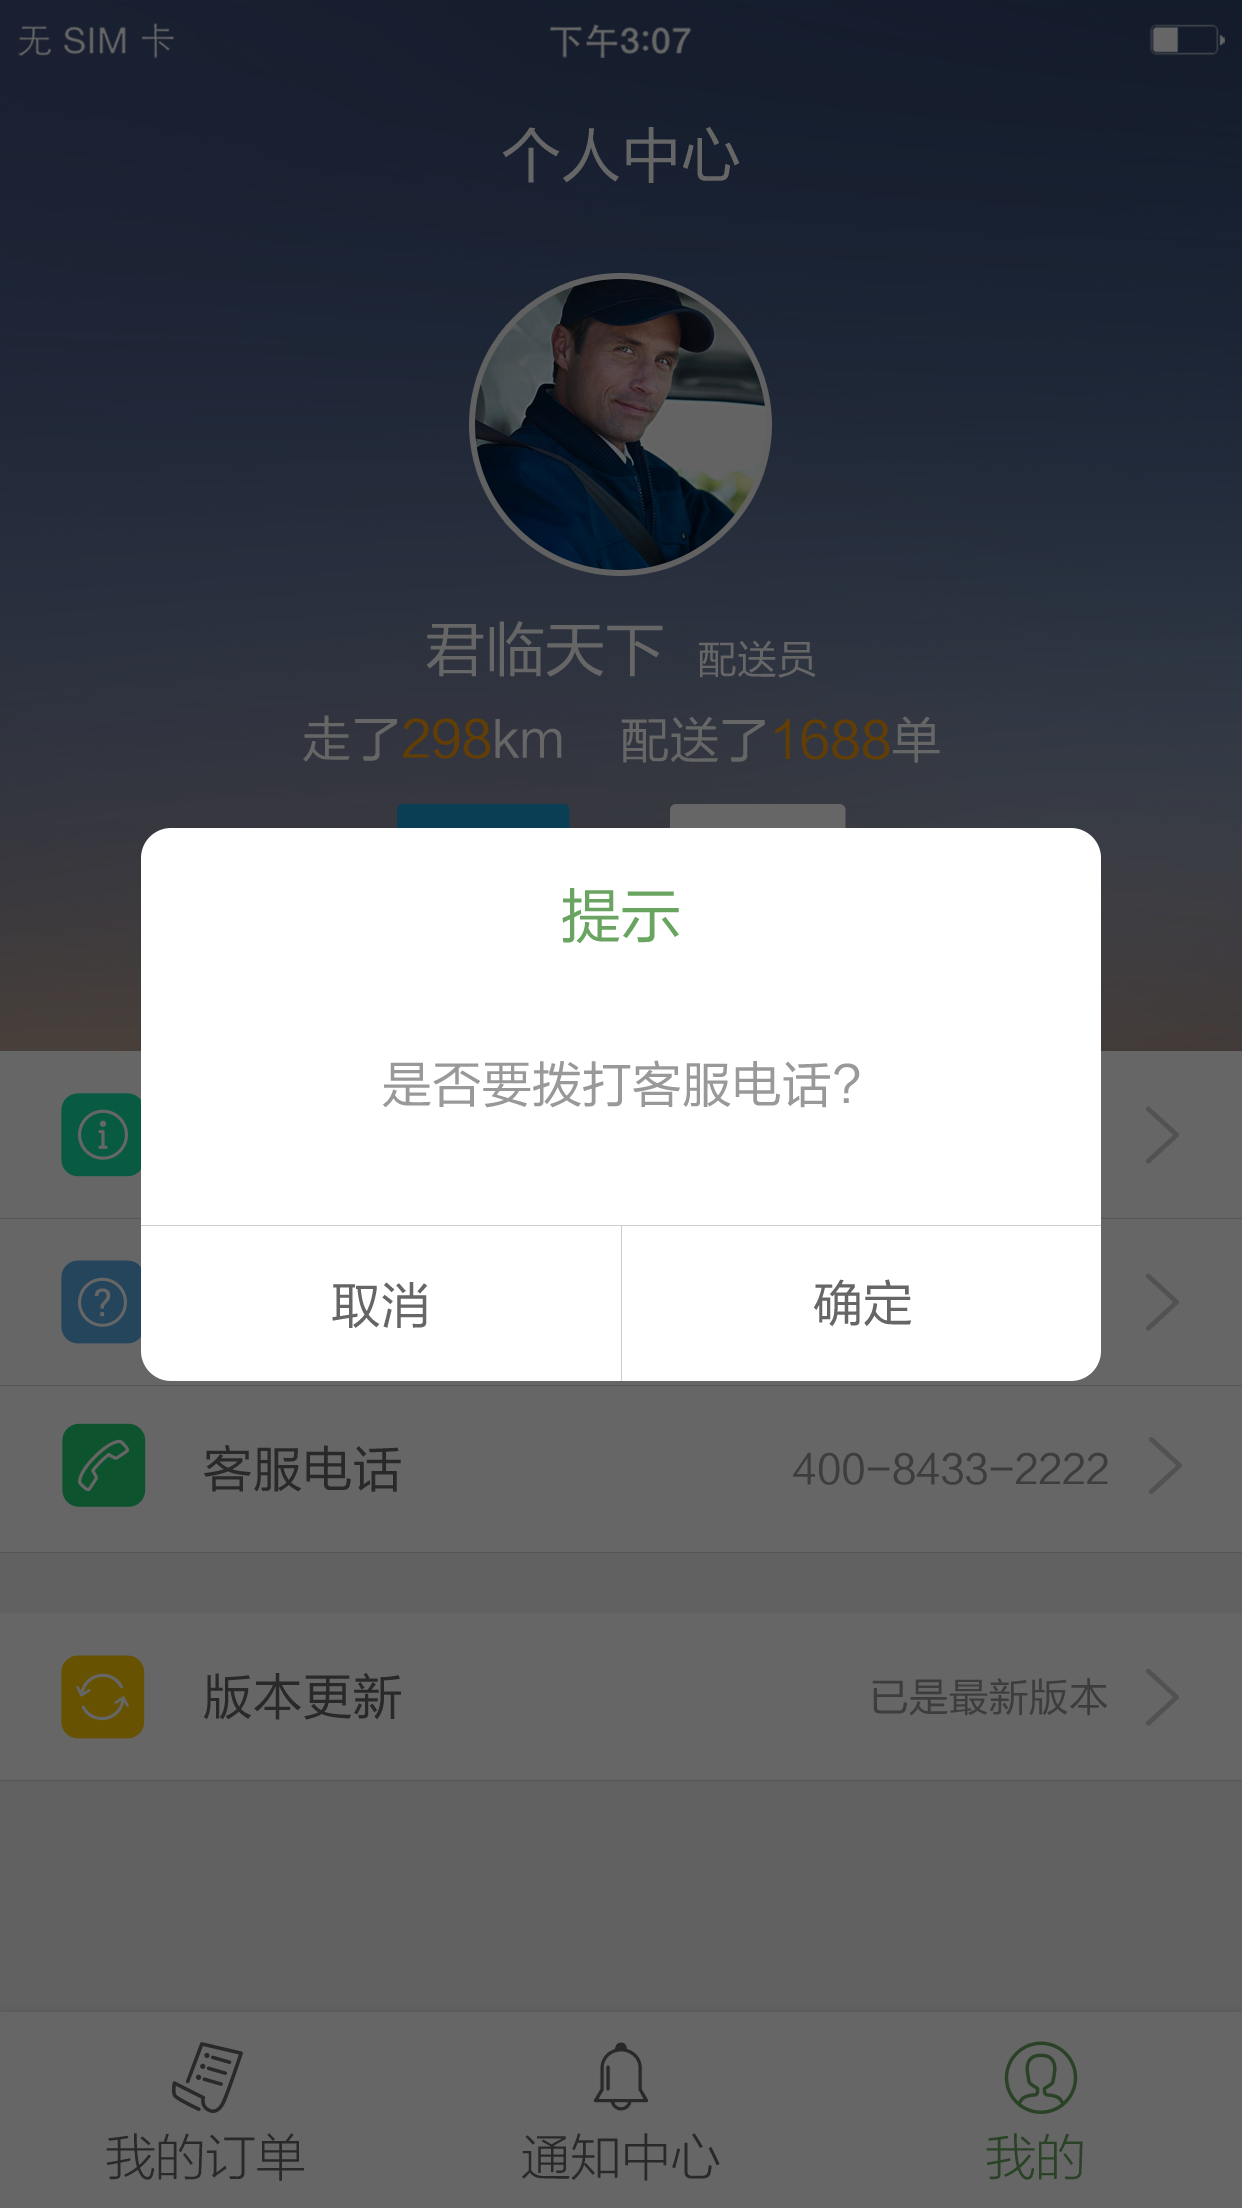 无 SIM 卡 下午3:07
个人中心
君临天下 配送员
走了298km 配送了1688单
提示
是否要拨打客服电话?
取消 确定
客服电话 400-8433-2222
版本更新 已是最新版本
我的订单 通知中心 我的